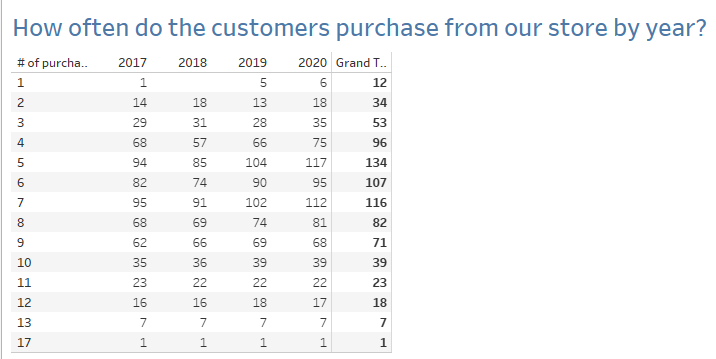 How often do the customers purchase from our store by year?
# of purcha.. 2017 2018 2019 2020 Grand T..
1 1 5 6 12
2 14 18 13 18 34
3 29 31 28 35 53
4 68 57 66 75 96
5 94 85 104 117 134
6 82 74 90 95 107
7 95 91 102 112 116
8 68 69 74 81 82
9 62 66 69 68 71
10 35 36 39 39 39
11 23 22 22 22 23
12 16 16 18 17 18
13 7 7 7 7 7
17 1 1 1 1 1